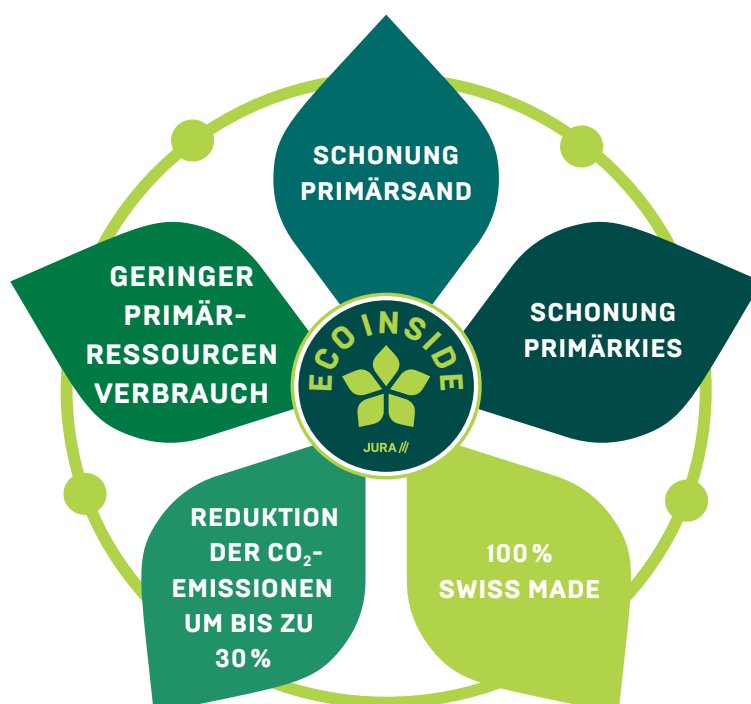 SCHONUNG
PRIMÄRSAND
SCHONUNG
PRIMÄRKIES
100 %
SWISS MADE
REDUKTION
DER CO₂-
EMISSIONEN
UM BIS ZU
30 %
GERINGER
PRIMÄR-
RESSOURCEN
VERBRAUCH
ECO INSIDE
JURA ///